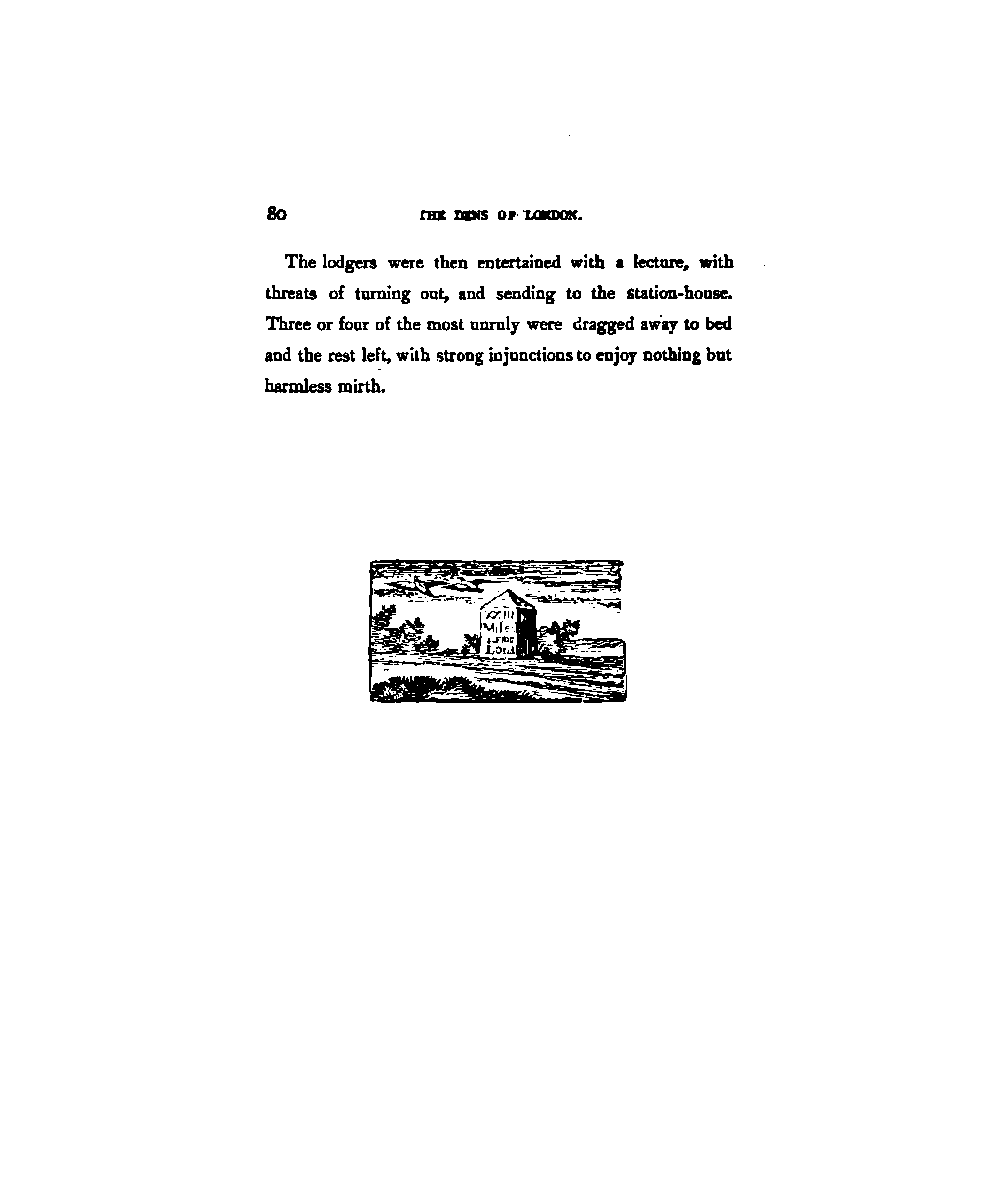 80 THE DENS OF LONDON.
The lodgers were then entertained with a lecture, with
threats of turning out, and sending to the station-house.
Three or four of the most unruly were dragged away to bed
and the rest left, with strong injunctions to enjoy nothing but
harmless mirth.
Miles
from
Lond